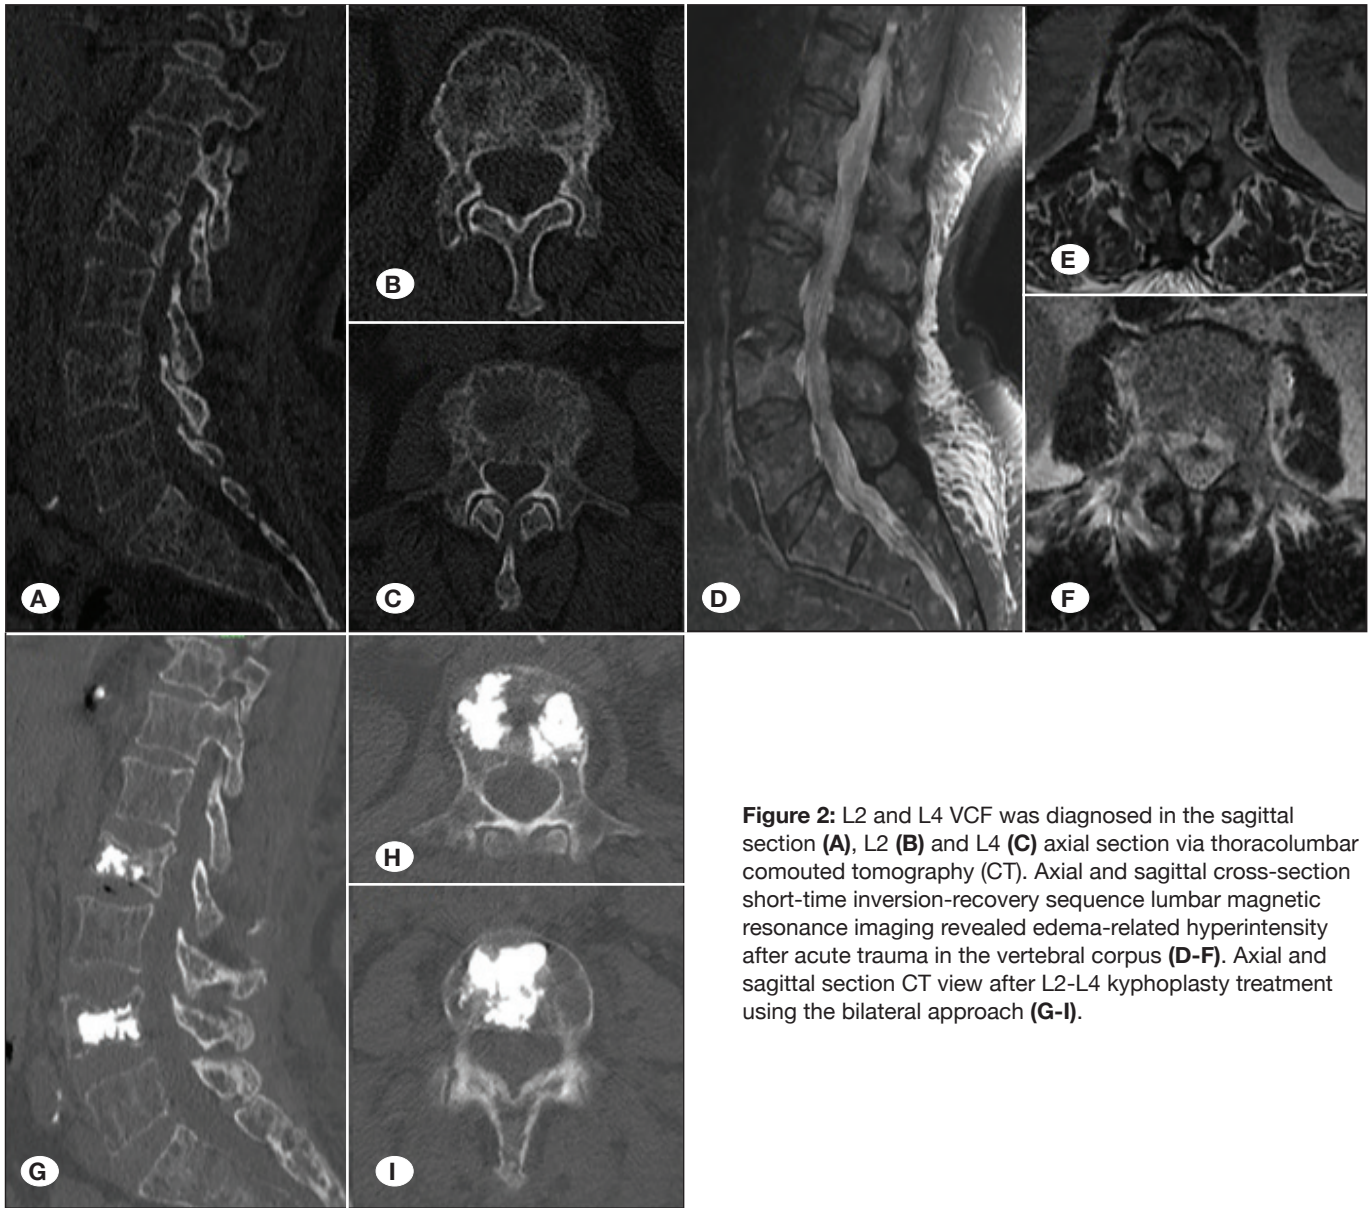 A
B
C
D
E
F
G
H
I
Figure 2: L2 and L4 VCF was diagnosed in the sagittal
section (A), L2 (B) and L4 (C) axial section via thoracolumbar
comouted tomography (CT). Axial and sagittal cross-section
short-time inversion-recovery sequence lumbar magnetic
resonance imaging revealed edema-related hyperintensity
after acute trauma in the vertebral corpus (D-F). Axial and
sagittal section CT view after L2-L4 kyphoplasty treatment
using the bilateral approach (G-I).